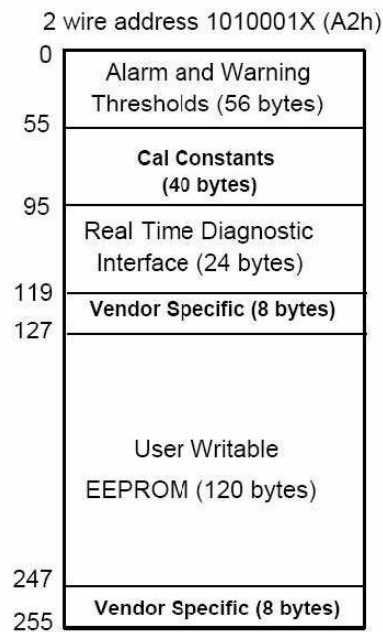 2 wire address 1010001X (A2h)
0
Alarm and Warning
Thresholds (56 bytes)
55
Cal Constants
(40 bytes)
95
Real Time Diagnostic
Interface (24 bytes)
119
Vendor Specific (8 bytes)
127
User Writable
EEPROM (120 bytes)
247
Vendor Specific (8 bytes)
255